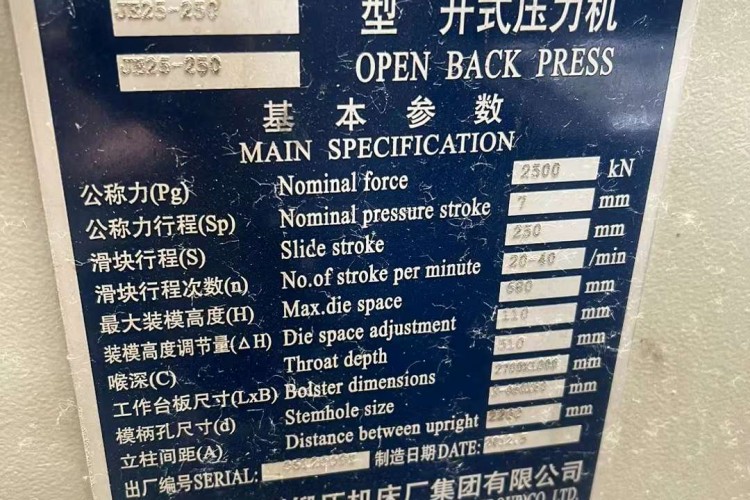 JH25-250 型 开式压力机
JH25-250 OPEN BACK PRESS
基本参数
MAIN SPECIFICATION
公称力(Pg) Nominal force 2500 kN
公称力行程(Sp) Nominal pressure stroke 7 mm
滑块行程(S) Slide stroke 250 mm
滑块行程次数(n) No.of stroke per minute 20-40 /min
最大装模高度(H) Max.die space mm
装模高度调节量(△H) Die space adjustment 110 mm
喉深(C) Throat depth mm
工作台板尺寸(LxB) Bolster dimensions mm
模柄孔尺寸(d) Stemhole size mm
立柱间距(A) Distance between upright mm
出厂编号SERIAL: 制造日期DATE:
机床厂集团有限公司